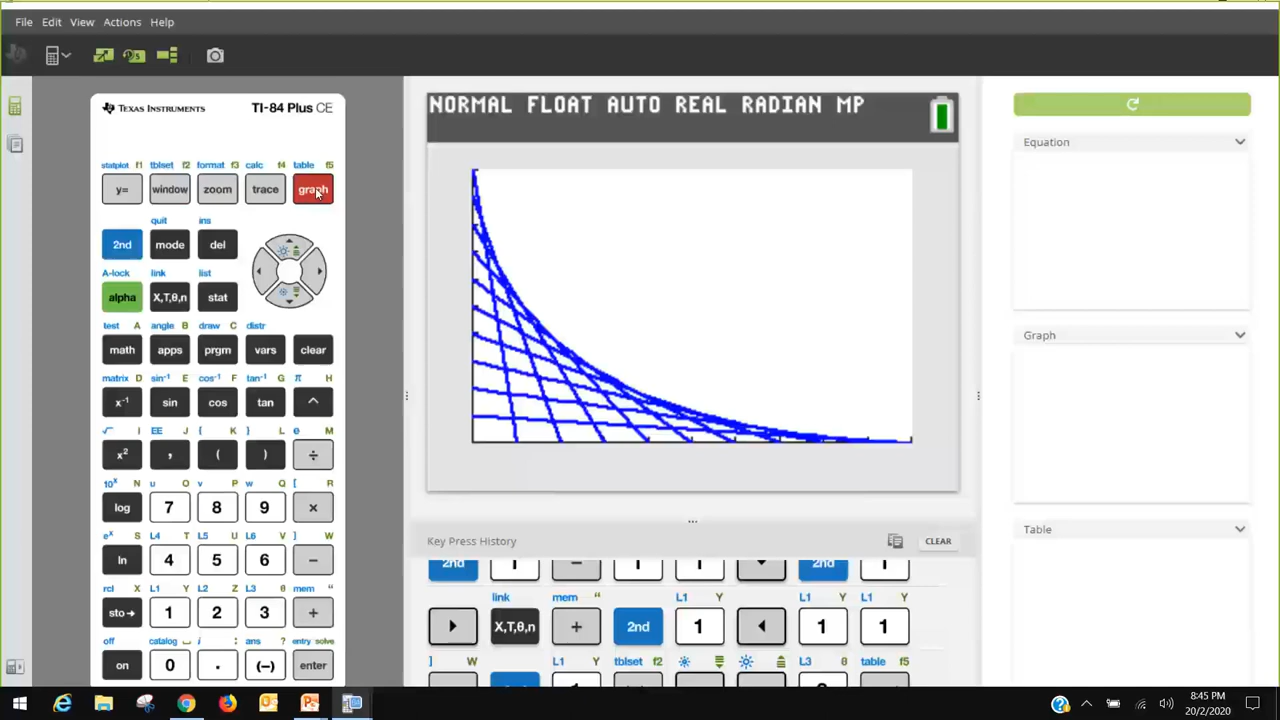 File Edit View Actions Help
TEXAS INSTRUMENTS TI-84 Plus CE
statplot f1 tblset f2 format f3 calc f4 table f5
y= window zoom trace graph
quit ins
2nd mode del
A-lock link list
alpha X,T,θ,n stat
test A angle B draw C distr
math apps prgm vars clear
matrix D sin⁻¹ E cos⁻¹ F tan⁻¹ G π H
x⁻¹ sin cos tan ^
√ I EE J { K } L e M
x² , ( ) ÷
10ˣ N u O v P w Q [ R
log 7 8 9 ×
eˣ S L4 T L5 U L6 V ] W
ln 4 5 6 −
rcl X L1 Y L2 Z L3 θ mem "
sto→ 1 2 3 +
off catalog ⎵ i : ans ? entry solve
on 0 . (−) enter
NORMAL FLOAT AUTO REAL RADIAN MP
Key Press History CLEAR
2nd 1 − 1 1 2nd 1
link mem " L1 Y L1 Y L1 Y
X,T,θ,n + 2nd 1 1 1
] W L1 Y tblset f2 L3 θ table f5
Equation
Graph
Table
8:45 PM
20/2/2020